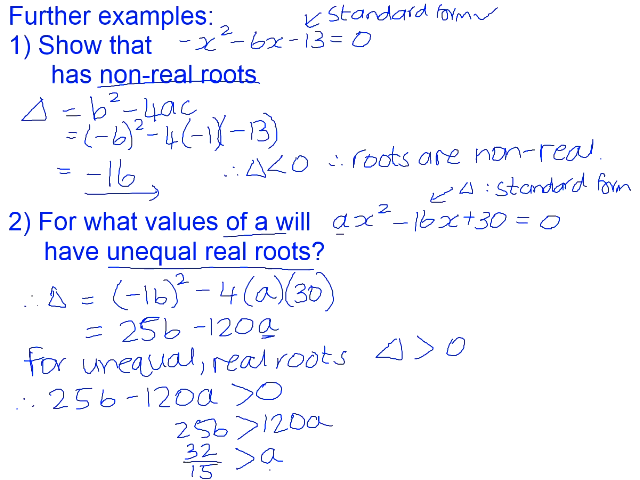 Further examples: ↙ standard form ✓
1) Show that -x² - 6x - 13 = 0
has non-real roots
Δ = b² - 4ac
= (-6)² - 4(-1)(-13)
= -16 ∴ Δ < 0 ∴ roots are non-real.
↙ Δ : standard form
2) For what values of a will ax² - 16x + 30 = 0
have unequal real roots?
∴ Δ = (-16)² - 4(a)(30)
= 256 - 120a
for unequal, real roots Δ > 0
∴ 256 - 120a > 0
256 > 120a
32/15 > a